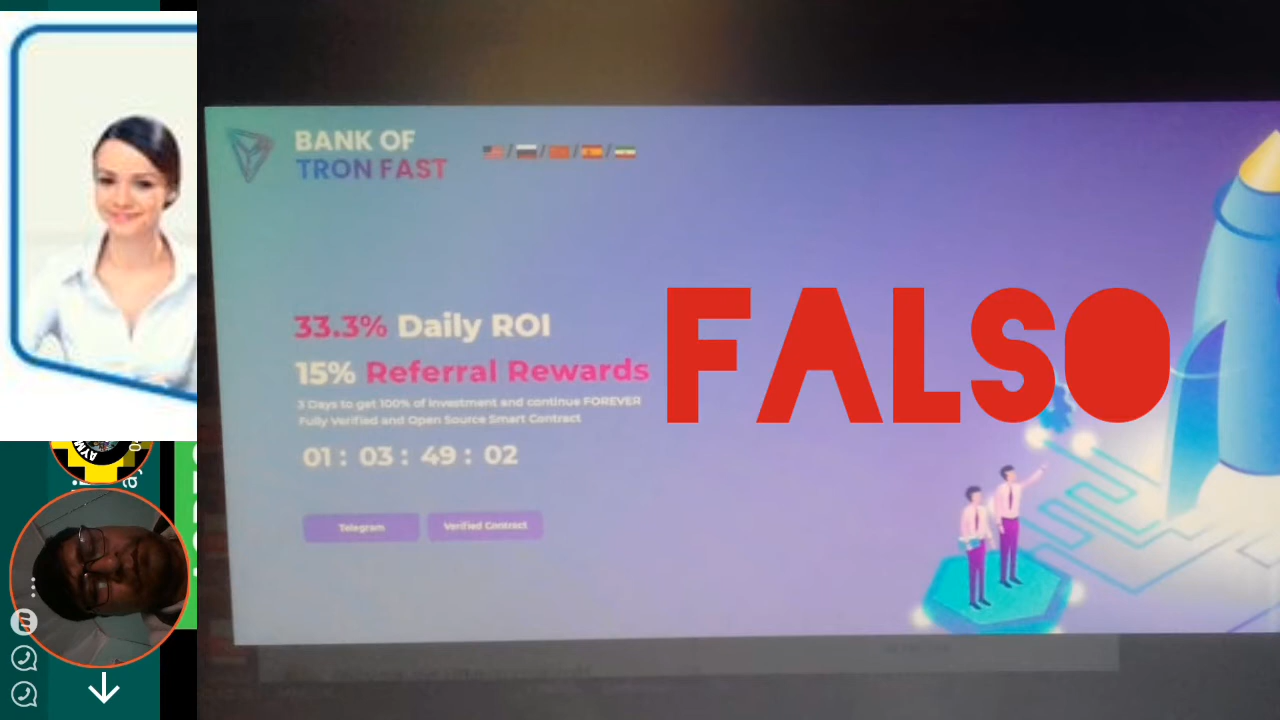 BANK OF
TRON FAST
33.3% Daily ROI
15% Referral Rewards
3 Days to get 100% of investment and continue FOREVER
Fully Verified and Open Source Smart Contract
01 : 03 : 49 : 02
Telegram
Verified Contract
FALSO